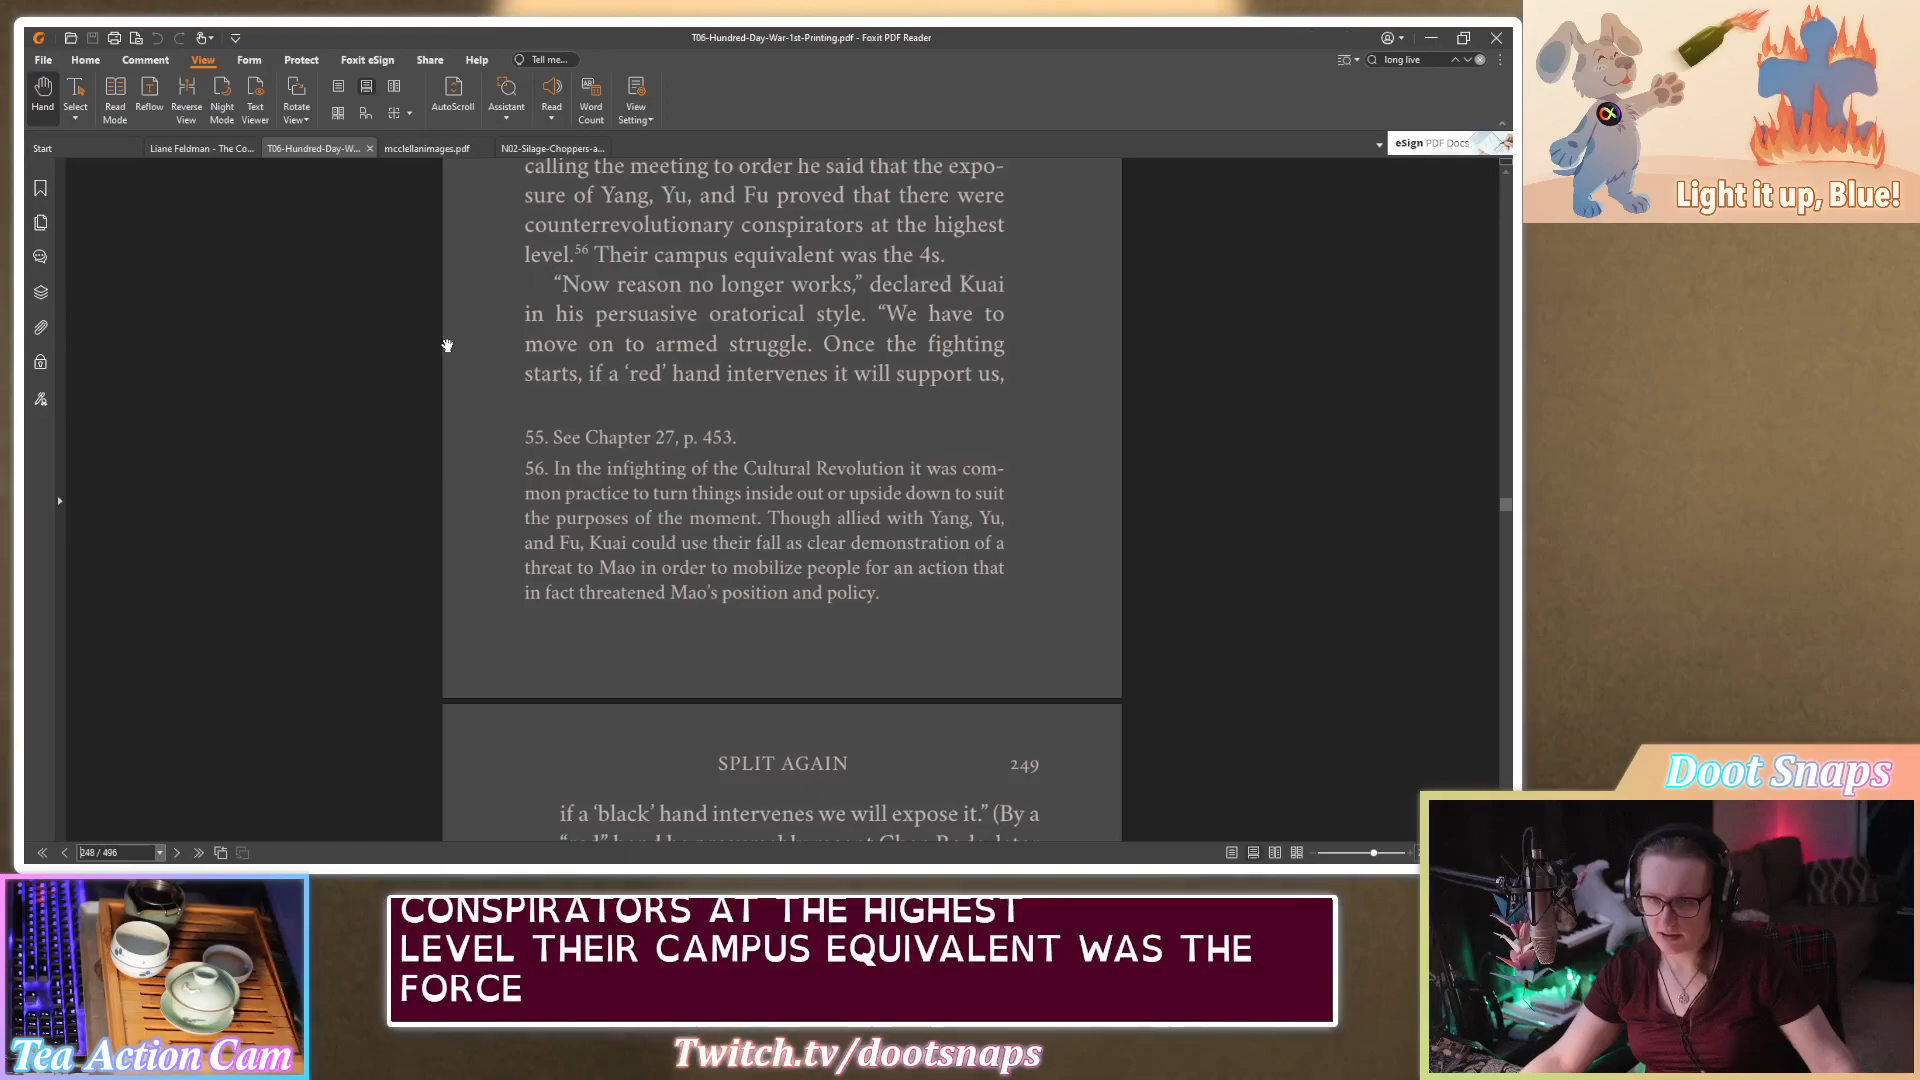 T06-Hundred-Day-War-1st-Printing.pdf - Foxit PDF Reader
File Home Comment View Form Protect Foxit eSign Share Help Tell me... long live
Hand Select Read Mode Reflow Reverse View Night Mode Text Viewer Rotate View AutoScroll Assistant Read Word Count View Setting
Start Liane Feldman - The Co... T06-Hundred-Day-W... mcclellanimages.pdf N02-Silage-Choppers-a... eSign PDF Docs
calling the meeting to order he said that the expo-
sure of Yang, Yu, and Fu proved that there were
counterrevolutionary conspirators at the highest
level.56 Their campus equivalent was the 4s.
“Now reason no longer works,” declared Kuai
in his persuasive oratorical style. “We have to
move on to armed struggle. Once the fighting
starts, if a ‘red’ hand intervenes it will support us,
55. See Chapter 27, p. 453.
56. In the infighting of the Cultural Revolution it was com-
mon practice to turn things inside out or upside down to suit
the purposes of the moment. Though allied with Yang, Yu,
and Fu, Kuai could use their fall as clear demonstration of a
threat to Mao in order to mobilize people for an action that
in fact threatened Mao's position and policy.
SPLIT AGAIN 249
if a ‘black’ hand intervenes we will expose it.” (By a
248 / 496
Light it up, Blue!
Doot Snaps
CONSPIRATORS AT THE HIGHEST
LEVEL THEIR CAMPUS EQUIVALENT WAS THE
FORCE
Tea Action Cam
Twitch.tv/dootsnaps